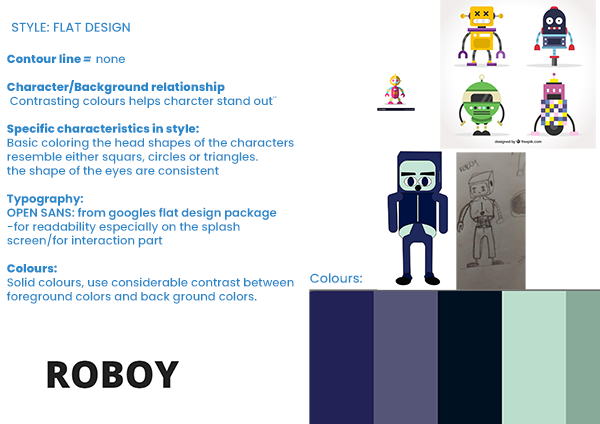 STYLE: FLAT DESIGN
Contour line= none
Character/Background relationship
Contrasting colours helps charcter stand out¨
Specific characteristics in style:
Basic coloring the head shapes of the characters
resemble either squars, circles or triangles.
the shape of the eyes are consistent
Typography:
OPEN SANS: from googles flat design package
-for readability especially on the splash
screen/for interaction part
Colours:
Solid colours, use considerable contrast between
foreground colors and back ground colors.
ROBOY
designed by freepik.com
ROBOY
Colours: